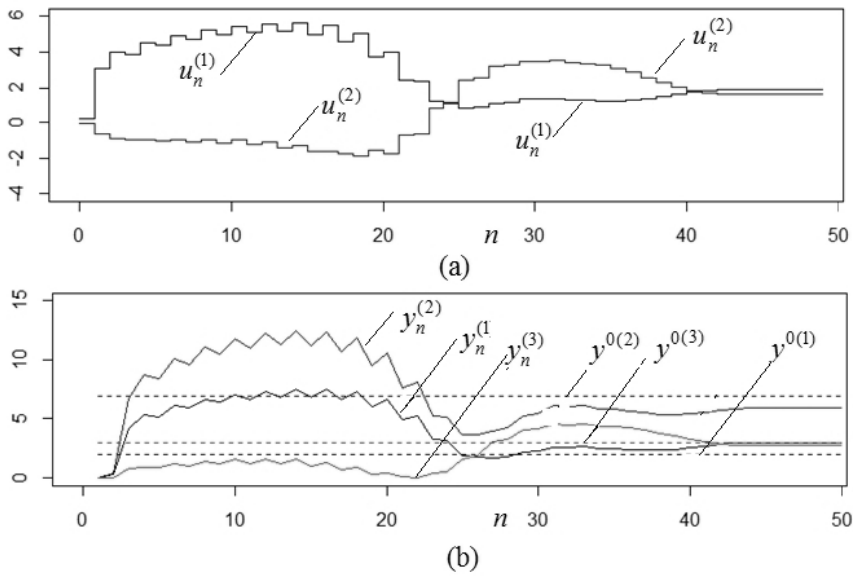 6
4
2
0
-2
-4
u_n^{(1)}
u_n^{(2)}
u_n^{(2)}
u_n^{(1)}
0 10 20 n 30 40 50
(a)
15
10
5
0
y_n^{(2)} y_n^{(1)} y_n^{(3)} y^{0(2)} y^{0(3)} y^{0(1)}
0 10 20 n 30 40 50
(b)